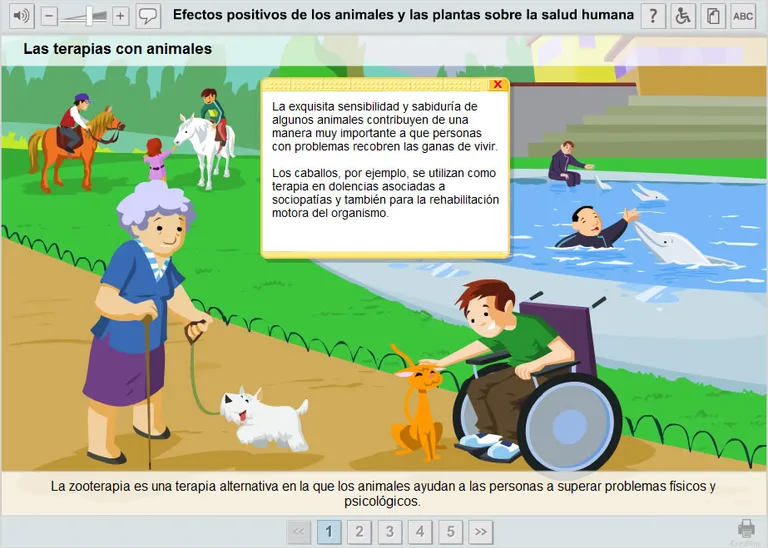 Efectos positivos de los animales y las plantas sobre la salud humana
? ABC
Las terapias con animales
X
La exquisita sensibilidad y sabiduría de
algunos animales contribuyen de una
manera muy importante a que personas
con problemas recobren las ganas de vivir.
Los caballos, por ejemplo, se utilizan como
terapia en dolencias asociadas a
sociopatías y también para la rehabilitación
motora del organismo.
La zooterapia es una terapia alternativa en la que los animales ayudan a las personas a superar problemas físicos y
psicológicos.
<< 1 2 3 4 5 >>